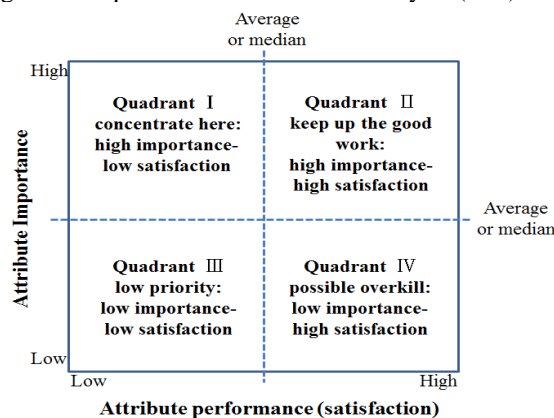 Average
or median
High
Quadrant Ⅰ
concentrate here:
high importance-
low satisfaction
Quadrant Ⅱ
keep up the good
work:
high importance-
high satisfaction
Attribute Importance
Average
or median
Quadrant Ⅲ
low priority:
low importance-
low satisfaction
Quadrant Ⅳ
possible overkill:
low importance-
high satisfaction
Low
Low
High
Attribute performance (satisfaction)